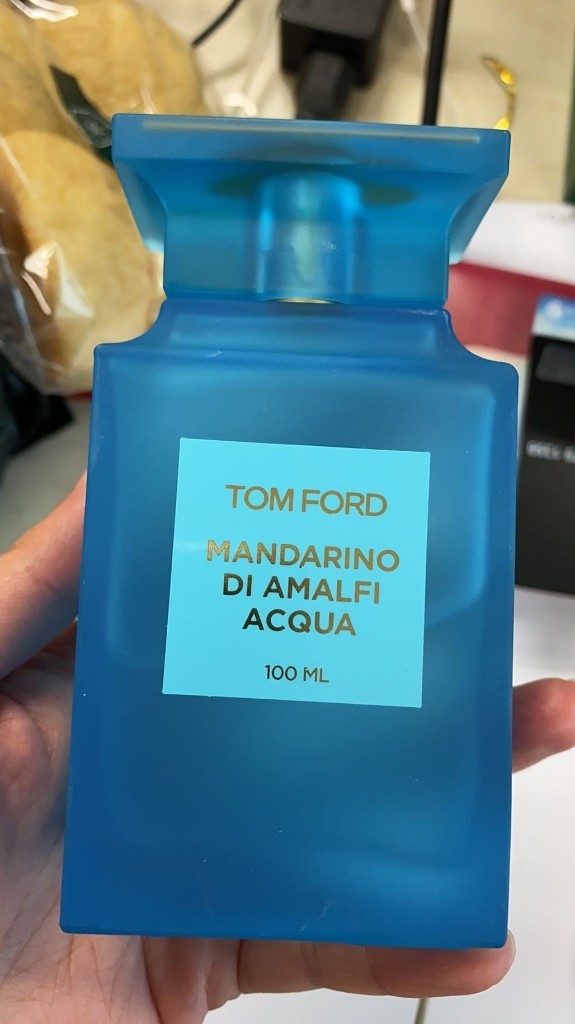 TOM FORD
MANDARINO
DI AMALFI
ACQUA
100 ML